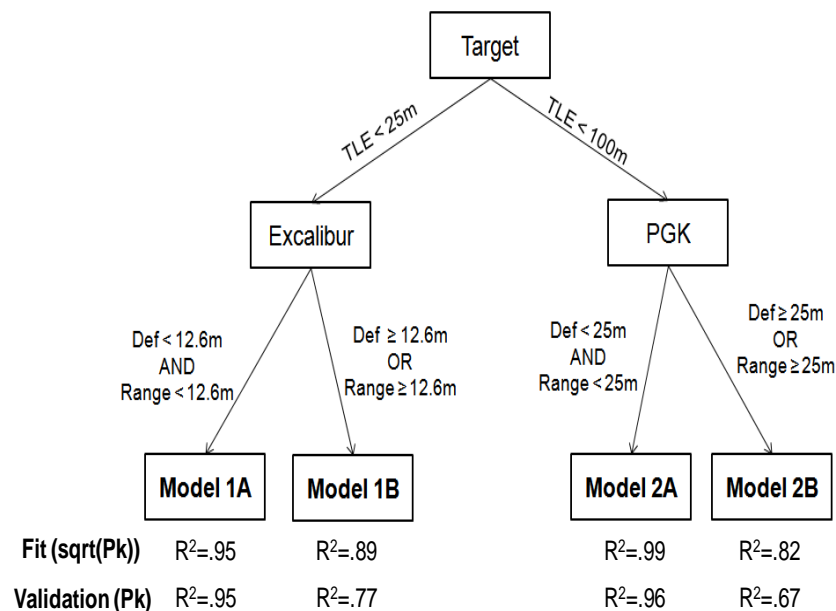 Target
TLE < 25m
TLE < 100m
Excalibur
PGK
Def < 12.6m
AND
Range < 12.6m
Def ≥ 12.6m
OR
Range ≥ 12.6m
Def < 25m
AND
Range < 25m
Def ≥ 25m
OR
Range ≥ 25m
Model 1A
Model 1B
Model 2A
Model 2B
Fit (sqrt(Pk)) R²=.95 R²=.89 R²=.99 R²=.82
Validation (Pk) R²=.95 R²=.77 R²=.96 R²=.67